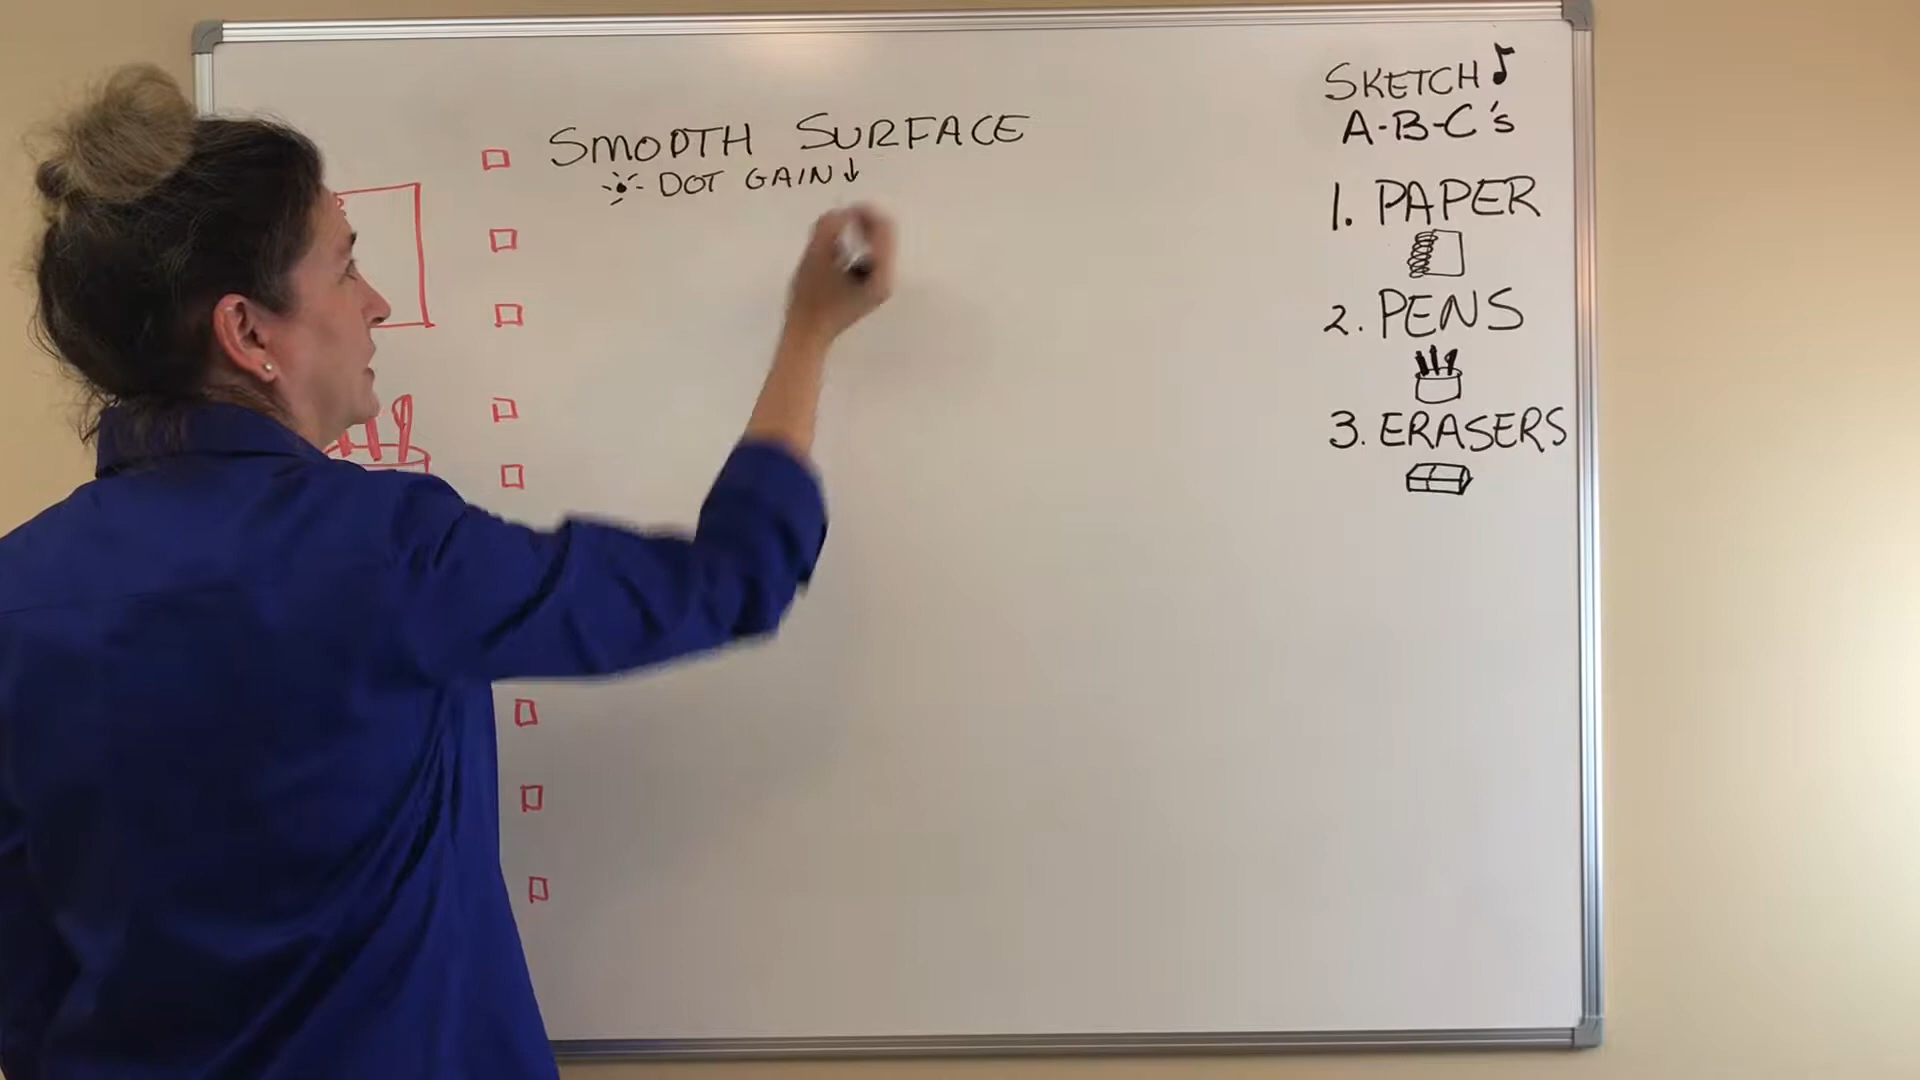 SMOOTH SURFACE
DOT GAIN ↓
SKETCH
A-B-C's
1. PAPER
2. PENS
3. ERASERS